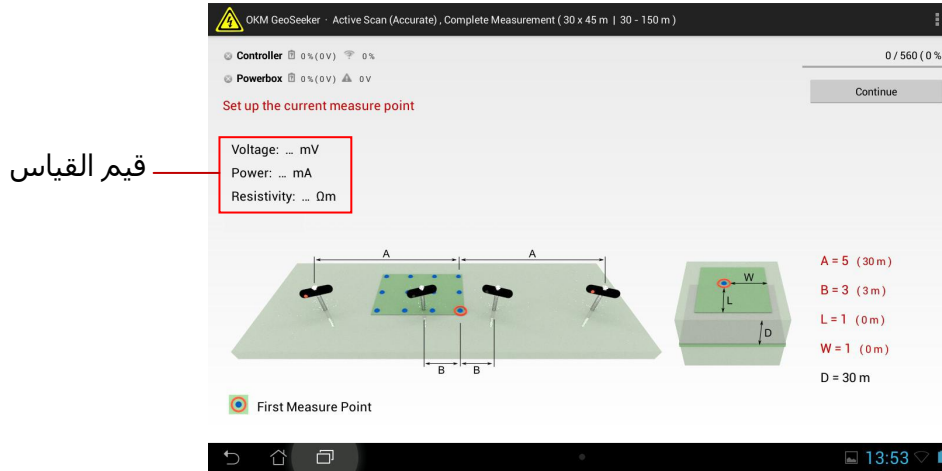 OKM GeoSeeker · Active Scan (Accurate) , Complete Measurement ( 30 x 45 m | 30 - 150 m )
Controller 0 % ( 0 V ) 0 %
0 / 560 ( 0 %
Powerbox 0 % ( 0 V ) 0 V
Continue
Set up the current measure point
قيم القياس
Voltage: ... mV
Power: ... mA
Resistivity: ... Ωm
A A
B B
W
L
D
A = 5 ( 30 m )
B = 3 ( 3 m )
L = 1 ( 0 m )
W = 1 ( 0 m )
D = 30 m
First Measure Point
13:53